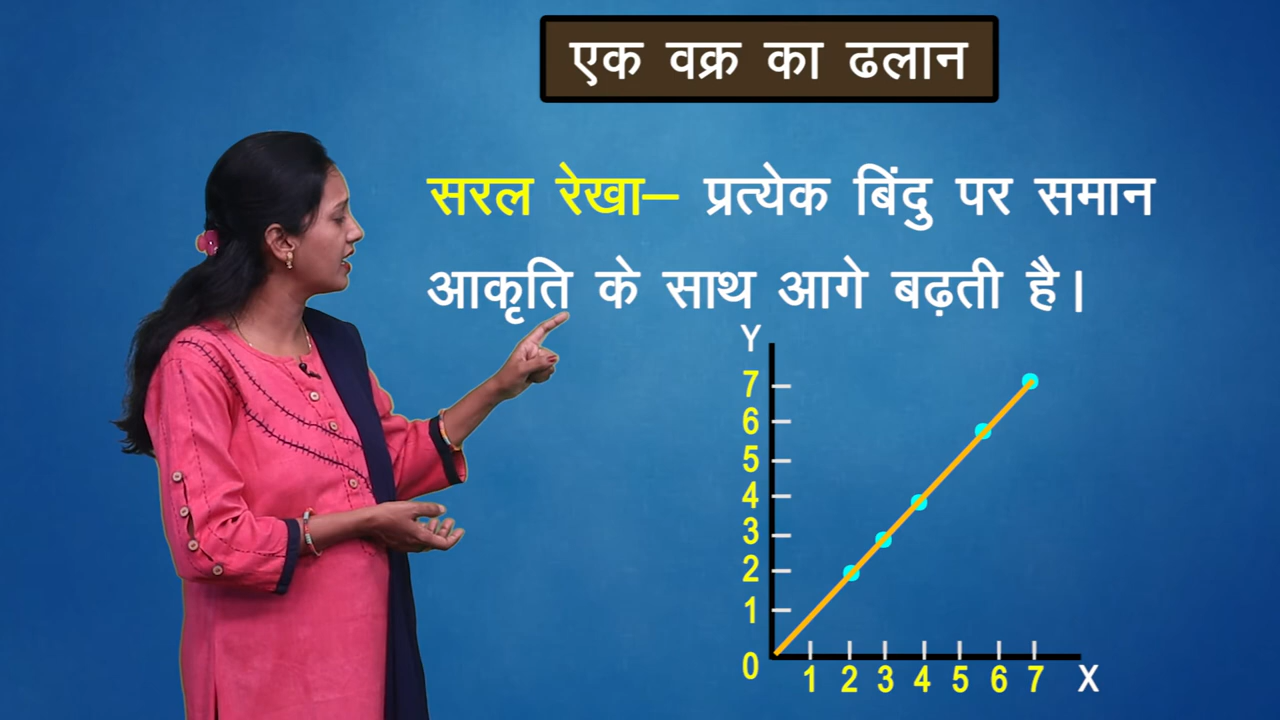 एक वक्र का ढलान
सरल रेखा– प्रत्येक बिंदु पर समान
आकृति के साथ आगे बढ़ती है।
Y
7
6
5
4
3
2
1
0
1 2 3 4 5 6 7 X